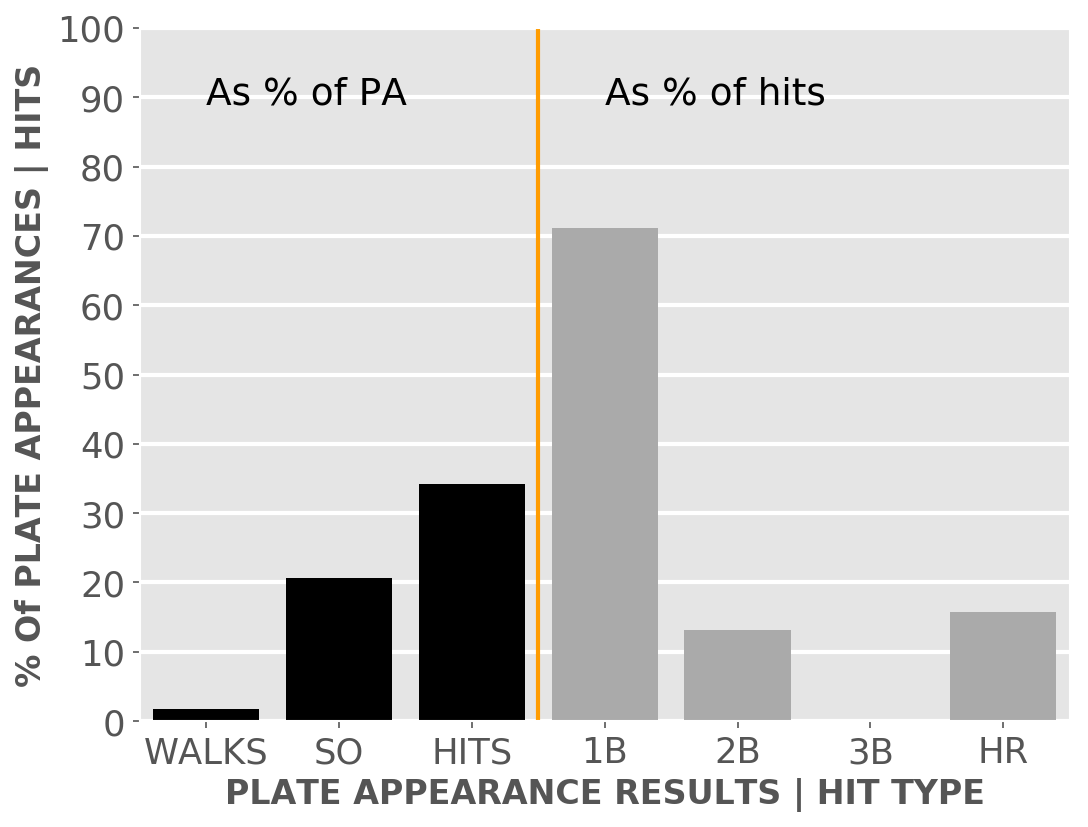 % Of PLATE APPEARANCES | HITS
100
90
80
70
60
50
40
30
20
10
0
As % of PA
As % of hits
WALKS SO HITS 1B 2B 3B HR
PLATE APPEARANCE RESULTS | HIT TYPE